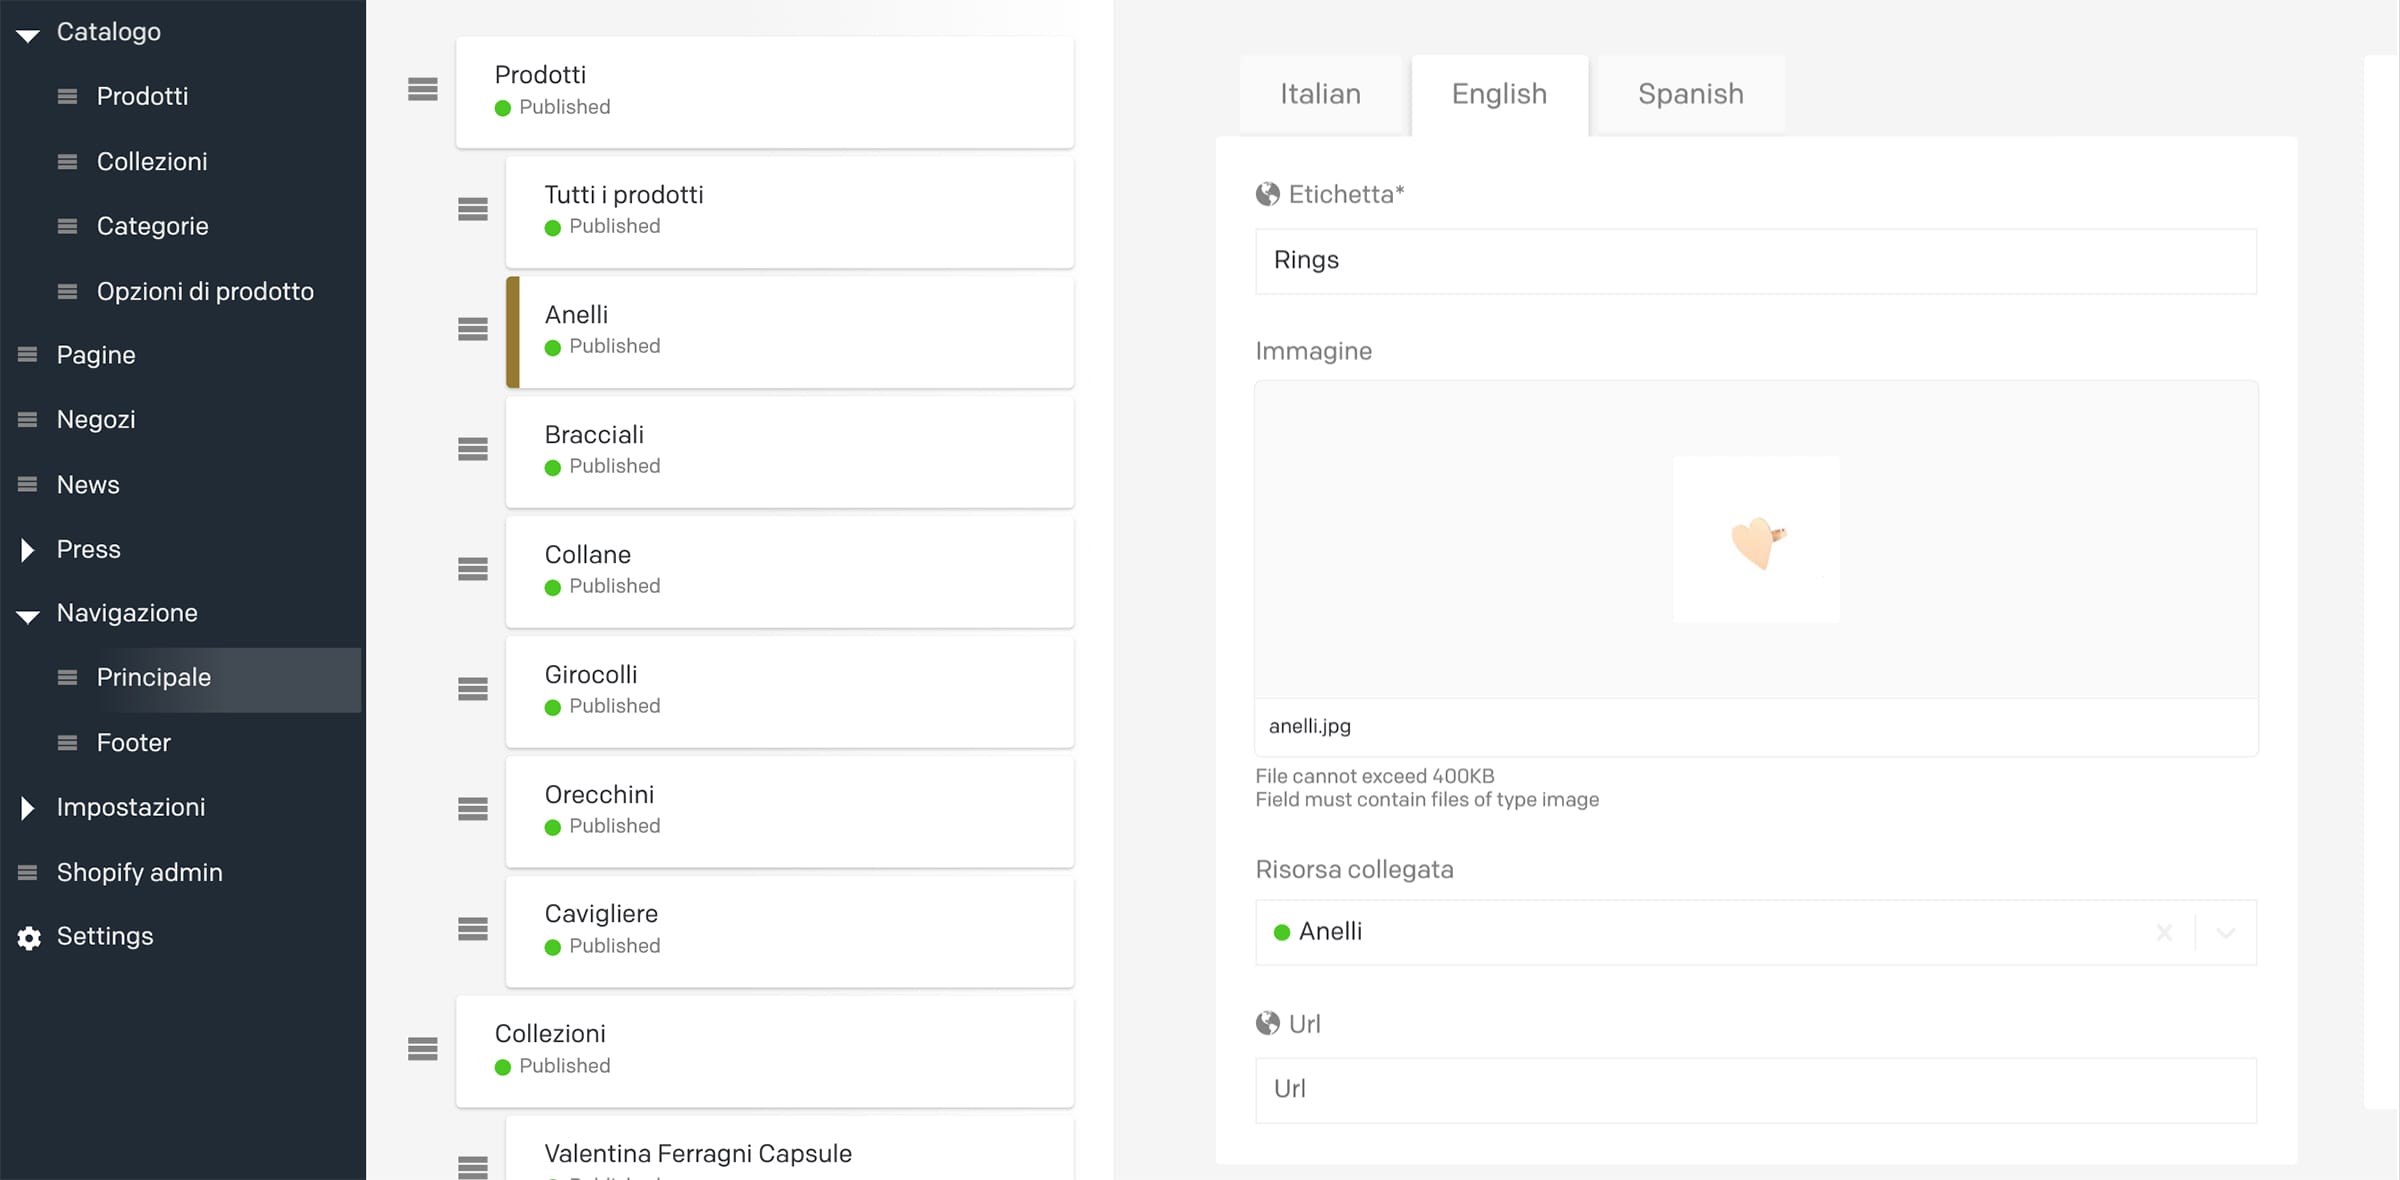 Catalogo
Prodotti
Collezioni
Categorie
Opzioni di prodotto
Pagine
Negozi
News
Press
Navigazione
Principale
Footer
Impostazioni
Shopify admin
Settings
Prodotti
Published
Tutti i prodotti
Published
Anelli
Published
Bracciali
Published
Collane
Published
Girocolli
Published
Orecchini
Published
Cavigliere
Published
Collezioni
Published
Valentina Ferragni Capsule
Italian
English
Spanish
Etichetta*
Rings
Immagine
anelli.jpg
File cannot exceed 400KB
Field must contain files of type image
Risorsa collegata
Anelli
Url
Url